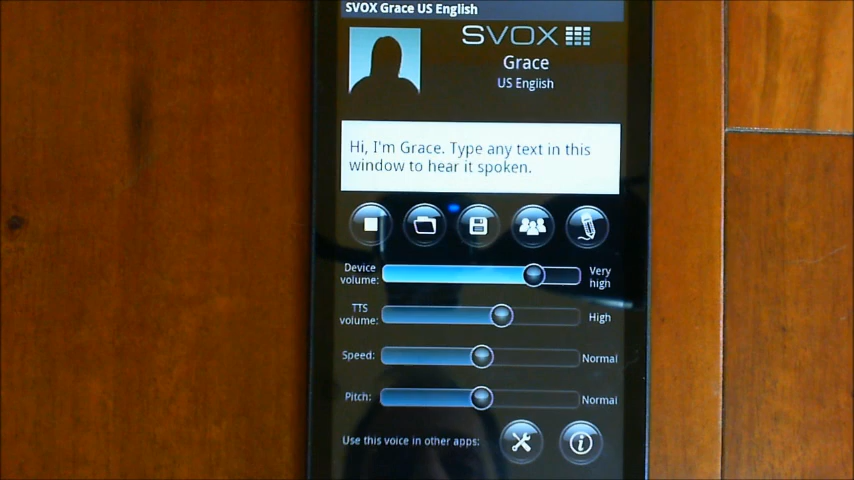 SVOX Grace US English
SVOX
Grace
US English
Hi, I'm Grace. Type any text in this
window to hear it spoken.
Device
volume:
Very
high
TTS
volume:
High
Speed:
Normal
Pitch:
Normal
Use this voice in other apps: